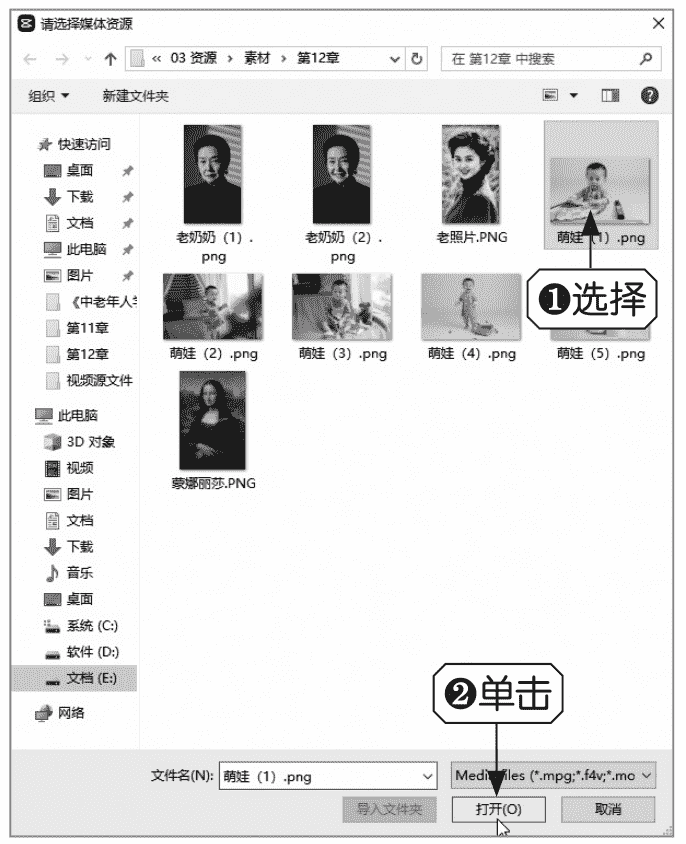 请选择媒体资源
« 03 资源 › 素材 › 第12章
在 第12章 中搜索
组织
新建文件夹
快速访问
桌面
下载
文档
此电脑
图片
《中老年人
第11章
第12章
视频源文件
此电脑
3D 对象
视频
图片
文档
下载
音乐
桌面
系统 (C:)
软件 (D:)
文档 (E:)
网络
老奶奶（1）.
png
老奶奶（2）.
png
老照片.PNG
萌娃（1）.png
❶选择
萌娃（2）.png
萌娃（3）.png
萌娃（4）.png
萌娃（5）.png
蒙娜丽莎.PNG
❷单击
文件名(N):
萌娃（1）.png
Media files (*.mpg;*.f4v;*.mo
导入文件夹
打开(O)
取消